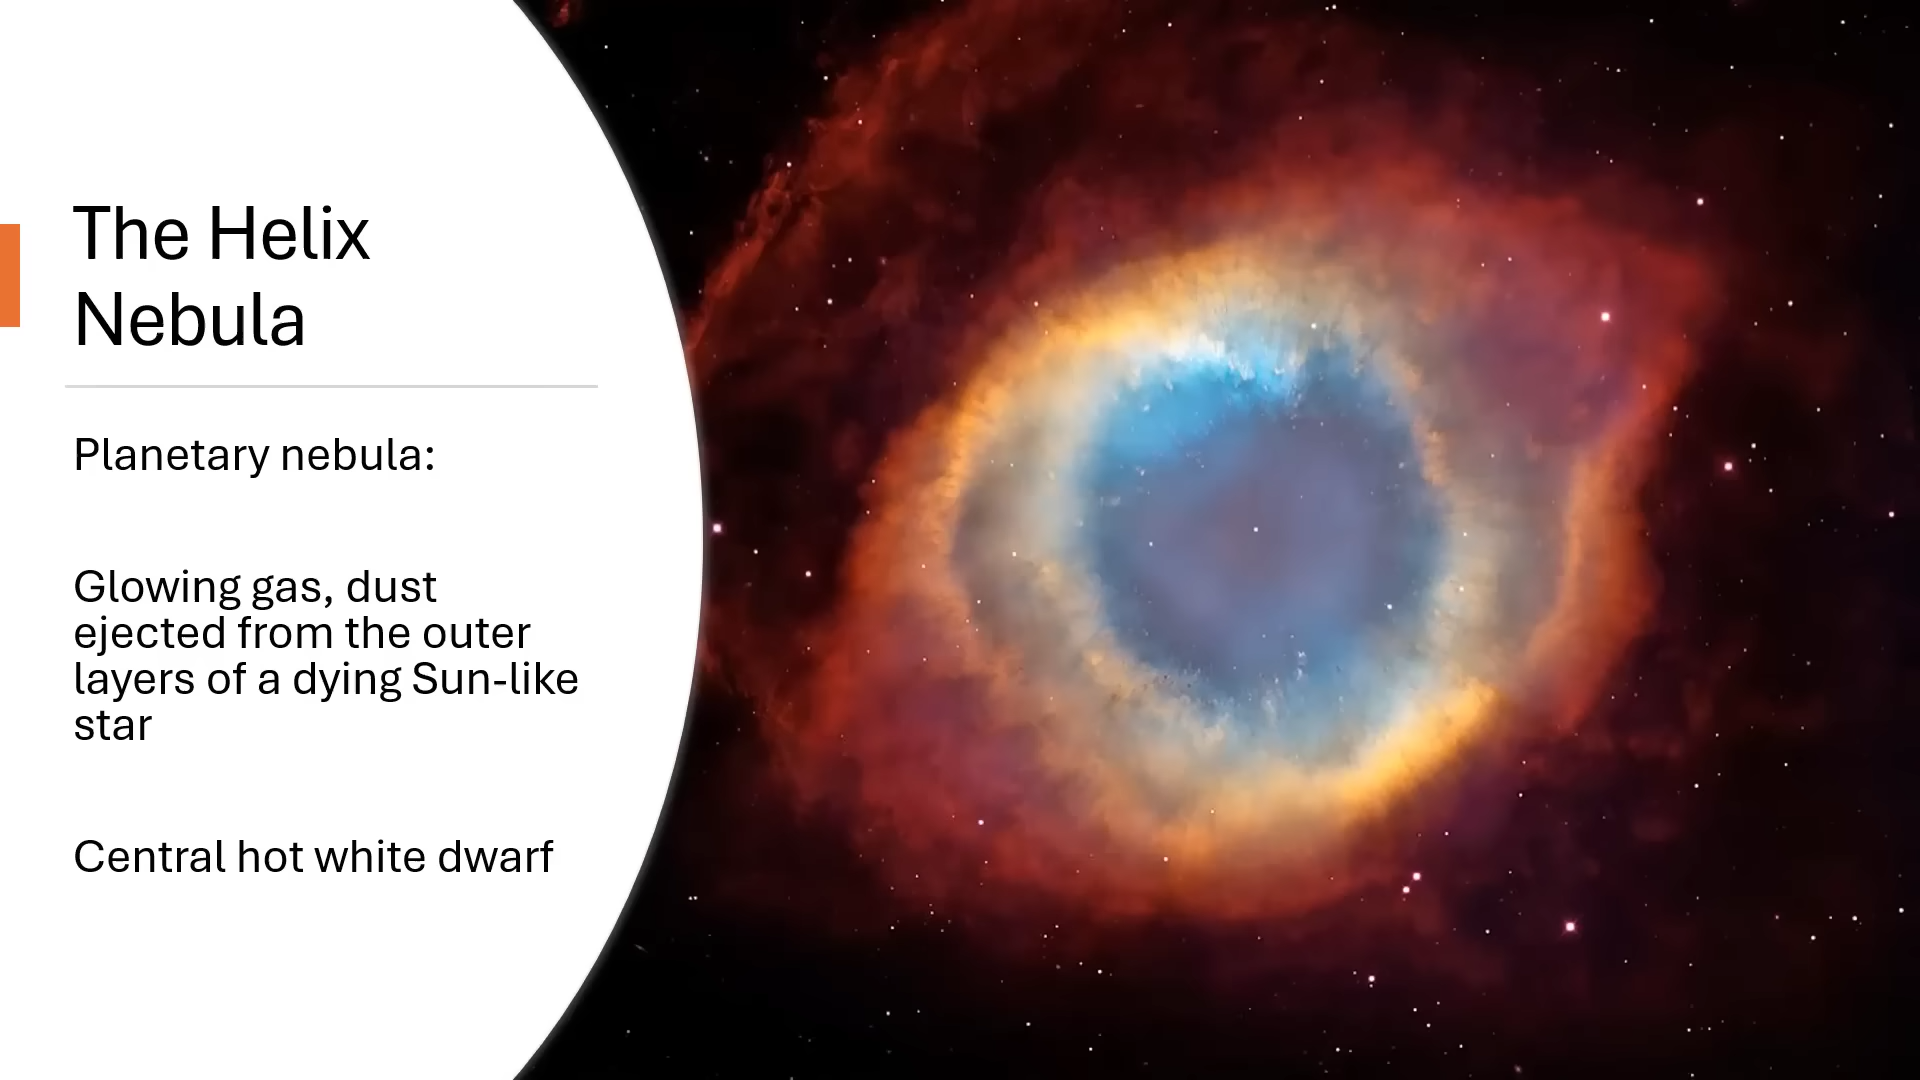 The Helix
Nebula
Planetary nebula:
Glowing gas, dust
ejected from the outer
layers of a dying Sun-like
star
Central hot white dwarf